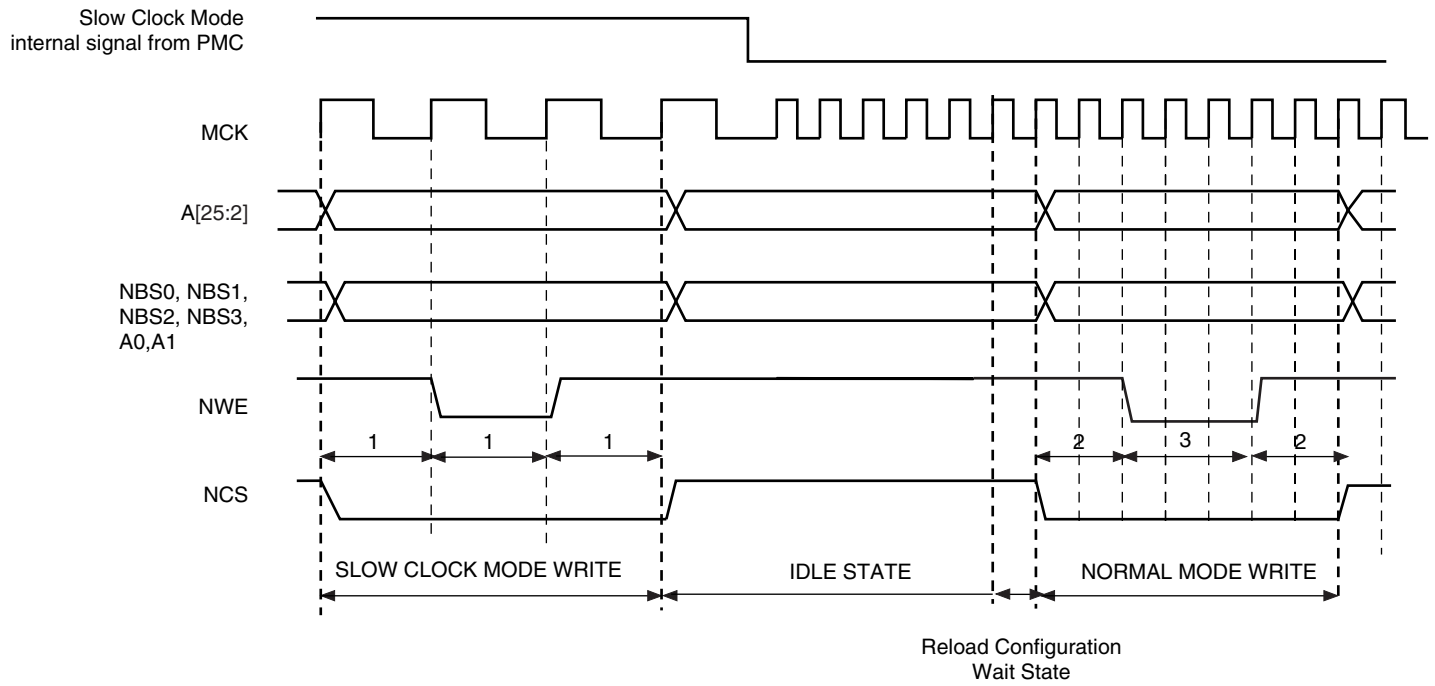 Slow Clock Mode
internal signal from PMC
MCK
A[25:2]
NBS0, NBS1,
NBS2, NBS3,
A0,A1
NWE
1 1 1 2 3 2
NCS
SLOW CLOCK MODE WRITE IDLE STATE NORMAL MODE WRITE
Reload Configuration
Wait State